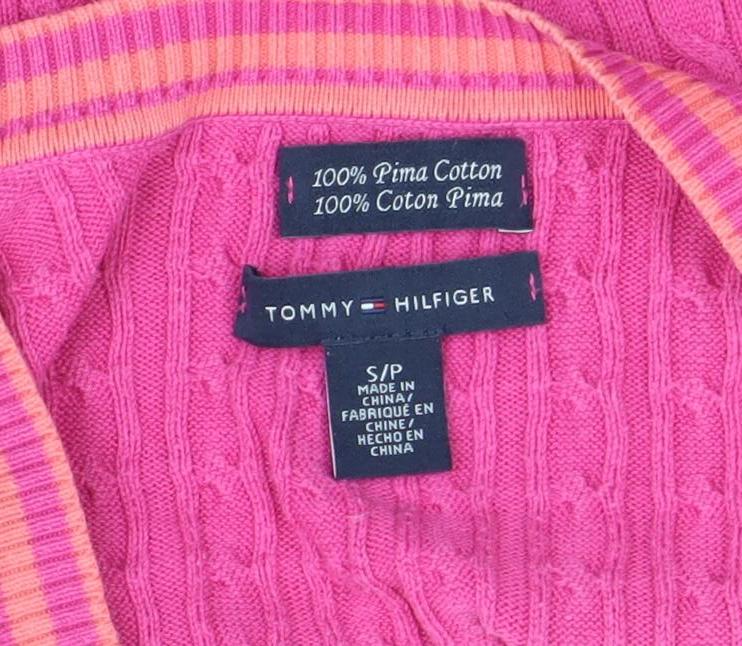 100% Pima Cotton
100% Coton Pima
TOMMY HILFIGER
S/P
MADE IN
CHINA/
FABRIQUÉ EN
CHINE/
HECHO EN
CHINA